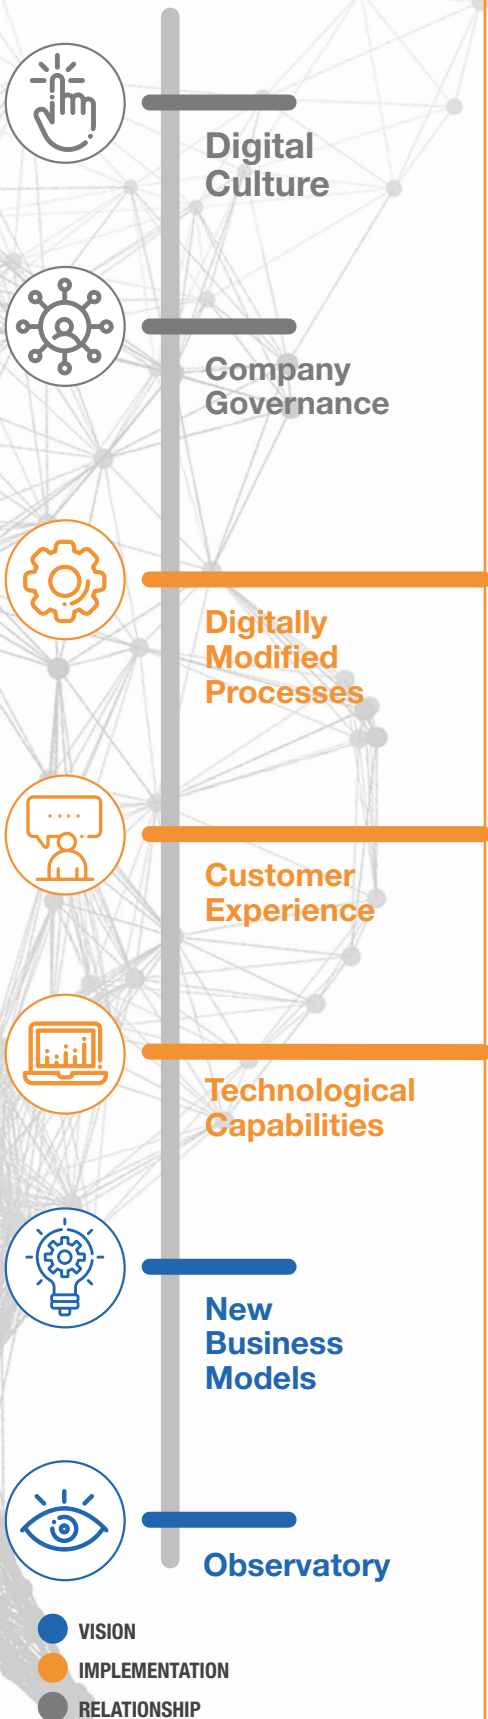 Digital
Culture
Company
Governance
Digitally
Modified
Processes
Customer
Experience
Technological
Capabilities
New
Business
Models
Observatory
VISION
IMPLEMENTATION
RELATIONSHIP